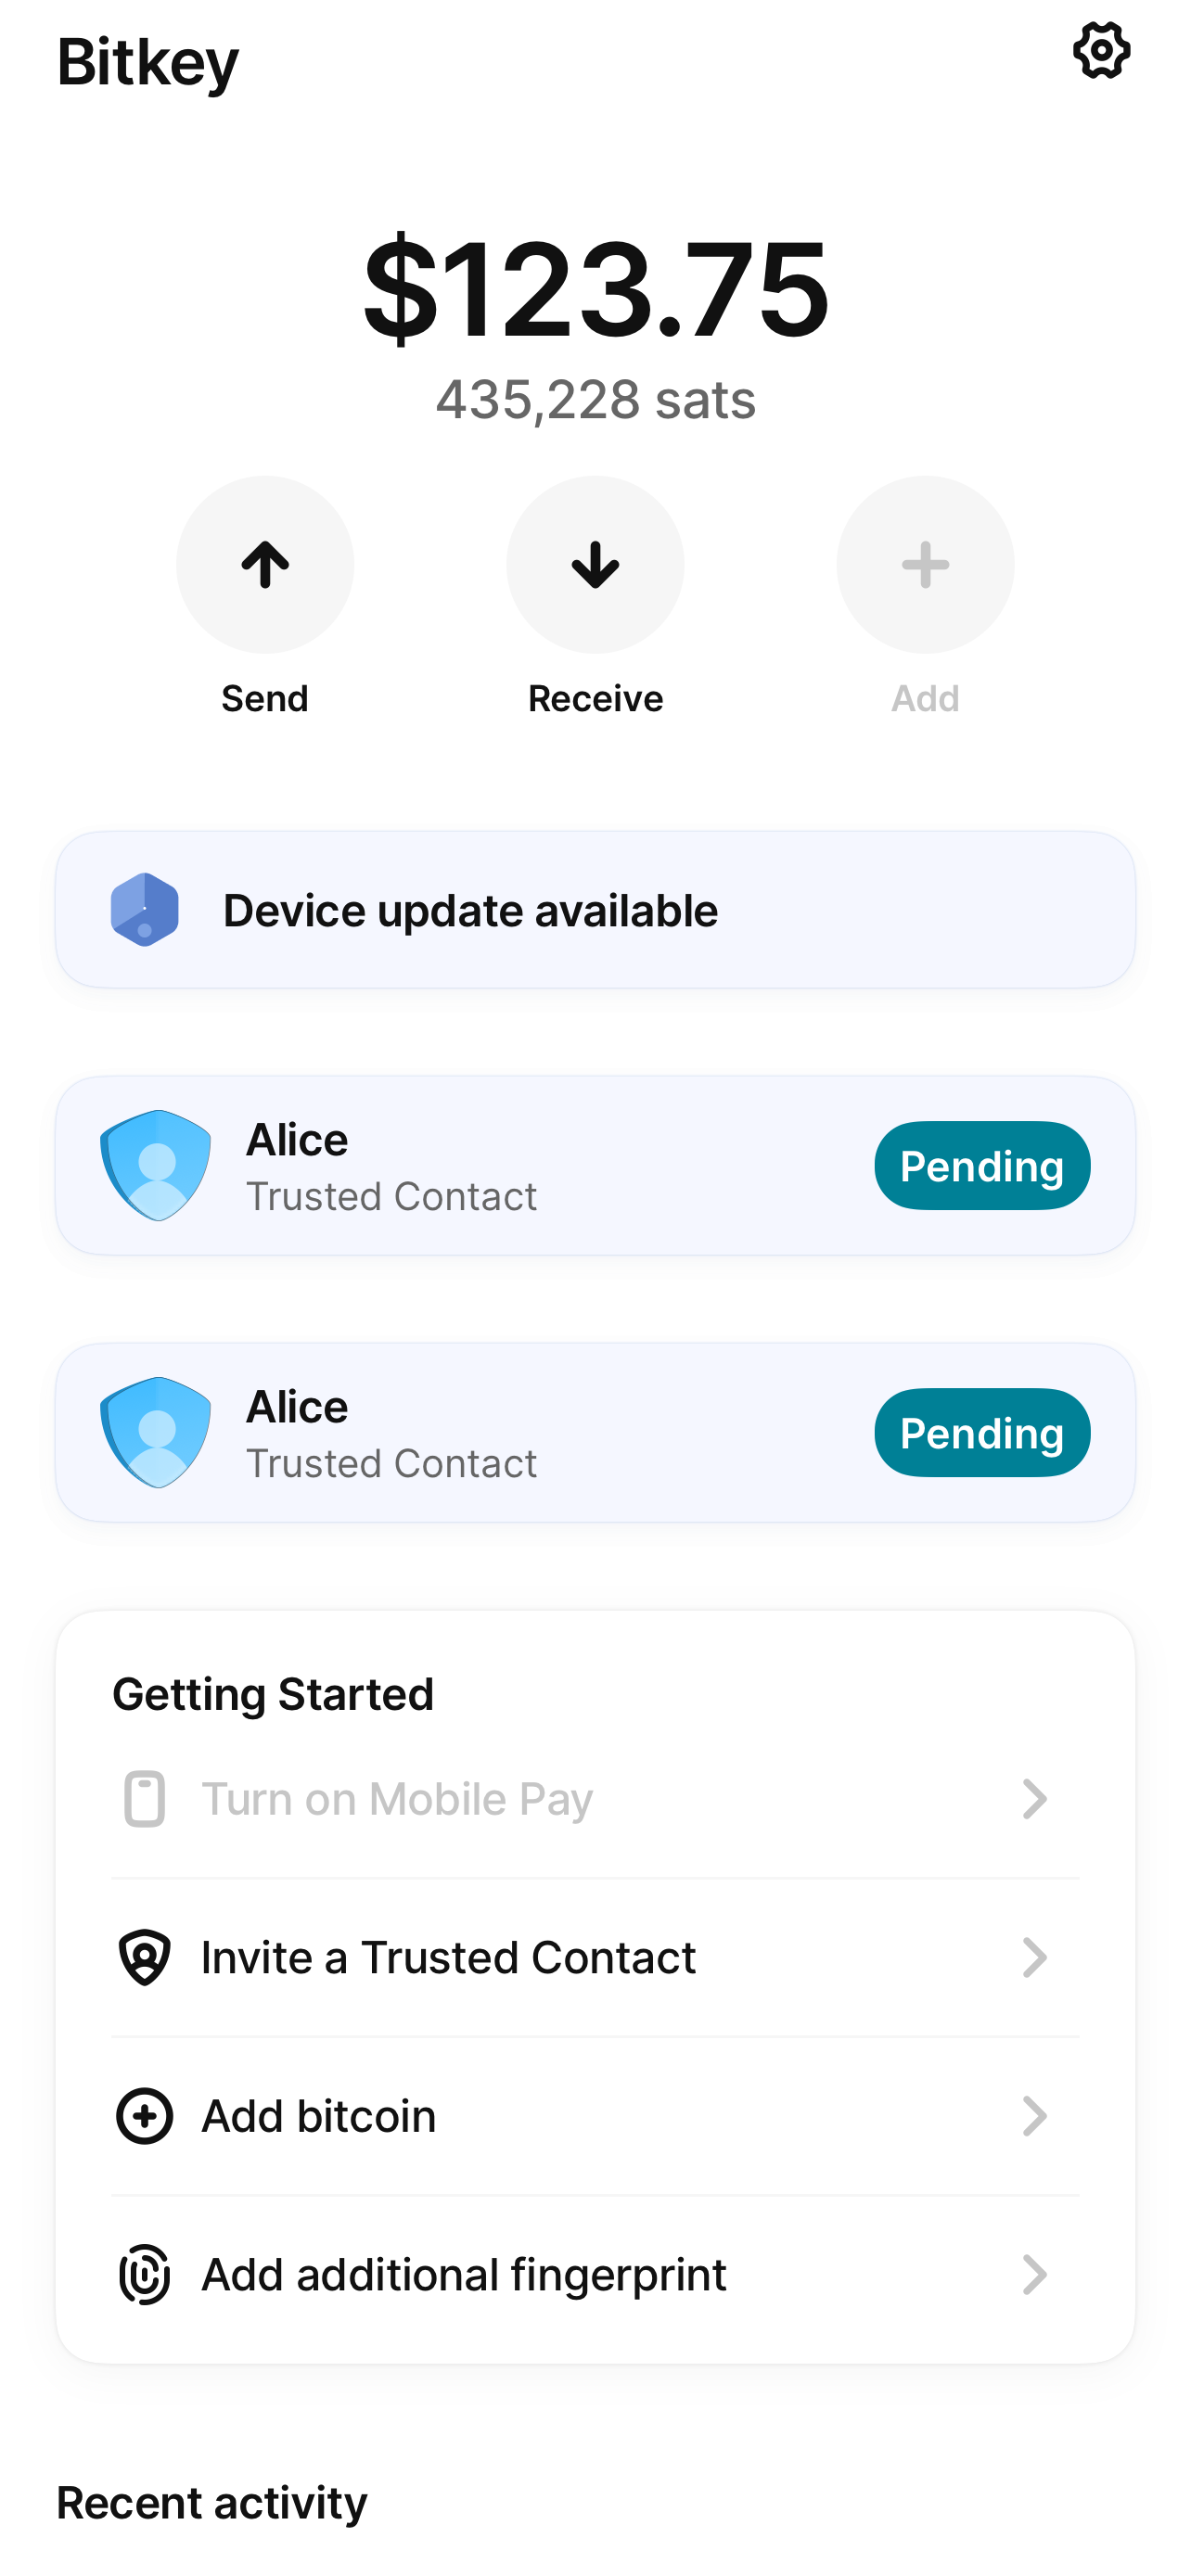 Bitkey
$123.75
435,228 sats
Send
Receive
Add
Device update available
Alice
Trusted Contact
Pending
Alice
Trusted Contact
Pending
Getting Started
Turn on Mobile Pay
Invite a Trusted Contact
Add bitcoin
Add additional fingerprint
Recent activity